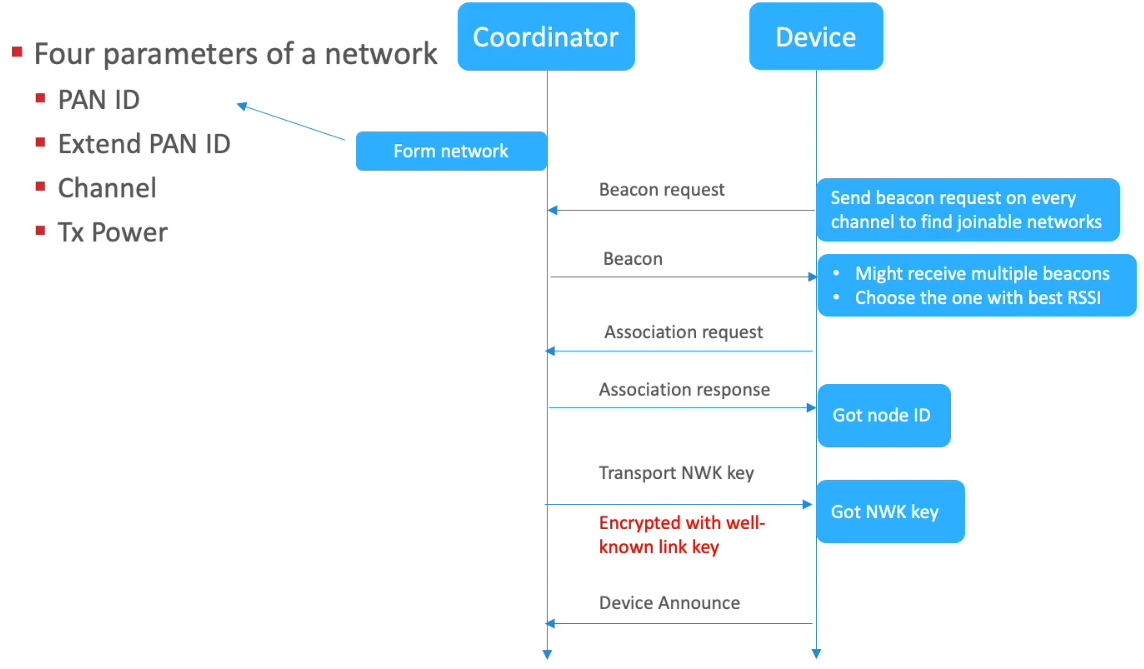 Four parameters of a network
PAN ID
Extend PAN ID
Channel
Tx Power
Coordinator
Device
Form network
Beacon request
Send beacon request on every
channel to find joinable networks
Beacon
• Might receive multiple beacons
• Choose the one with best RSSI
Association request
Association response
Got node ID
Transport NWK key
Encrypted with well-
known link key
Got NWK key
Device Announce